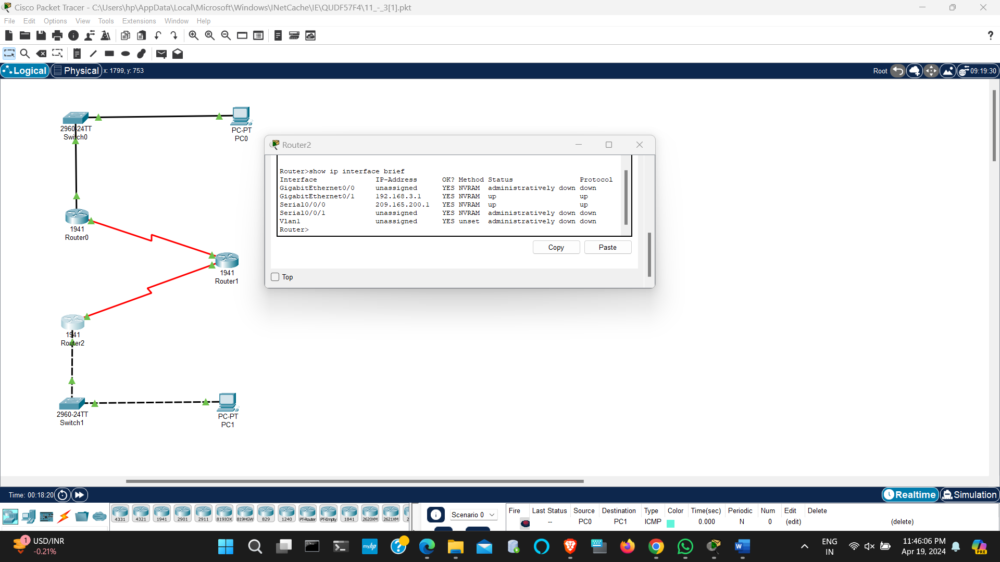 Cisco Packet Tracer - C:\Users\hp\AppData\Local\Microsoft\Windows\INetCache\IE\QUDF57F4\11_-_3[1].pkt
File Edit Options View Tools Extensions Window Help
?
Logical Physical x: 1799, y: 753 Root 09:19:30
2960-24TT
Switch0
PC-PT
PC0
1941
Router0
1941
Router1
1941
Router2
2960-24TT
Switch1
PC-PT
PC1
Router2
Router>show ip interface brief
Interface IP-Address OK? Method Status Protocol
GigabitEthernet0/0 unassigned YES NVRAM administratively down down
GigabitEthernet0/1 192.168.3.1 YES NVRAM up up
Serial0/0/0 209.165.200.1 YES NVRAM up up
Serial0/0/1 unassigned YES NVRAM administratively down down
Vlan1 unassigned YES unset administratively down down
Router>
Copy Paste
Top
Time: 00:18:20 Realtime Simulation
4331 4321 1941 2901 2911 819IOX 819HGW 829 1240 PT-Router PT-Empty 1841 2620XM 2621XM 2
Scenario 0
Fire Last Status Source Destination Type Color Time(sec) Periodic Num Edit Delete
-- PC0 PC1 ICMP 0.000 N 0 (edit) (delete)
1 USD/INR
-0.21%
myhp
ENG
IN
11:46:06 PM
Apr 19, 2024
PRE